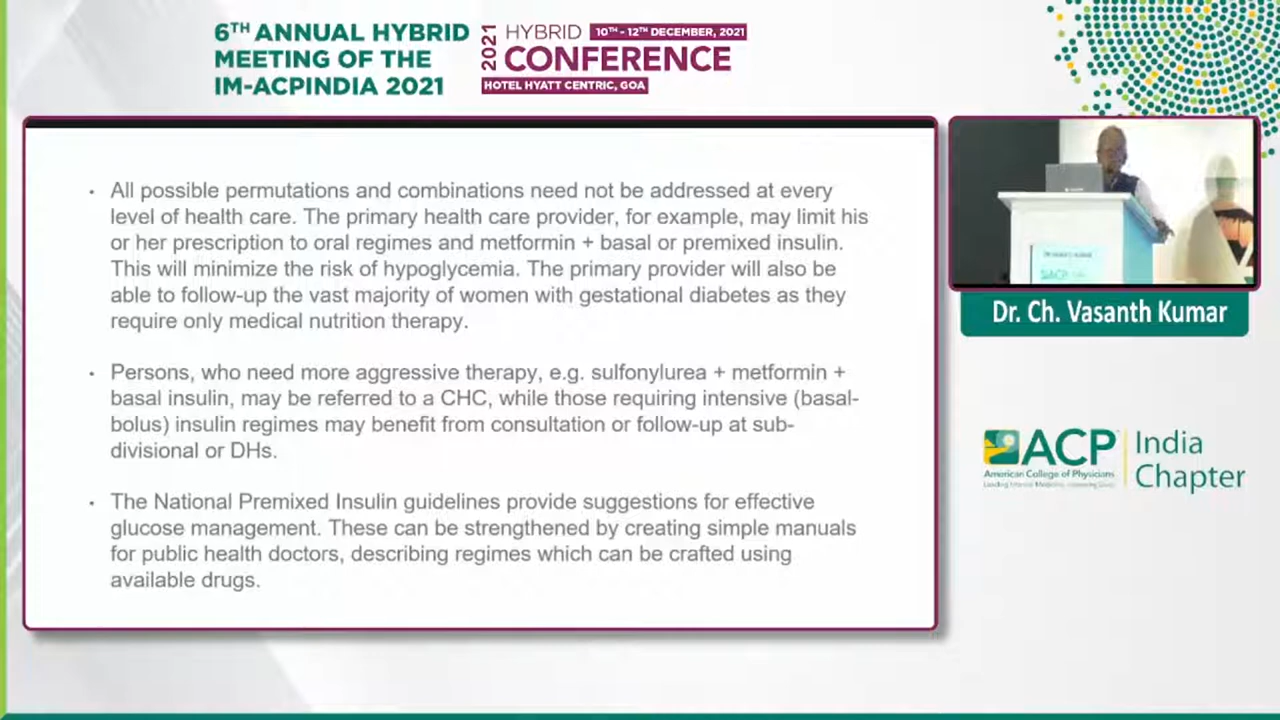 6TH ANNUAL HYBRID
MEETING OF THE
IM-ACPINDIA 2021
2021
HYBRID
10TH - 12TH DECEMBER, 2021
CONFERENCE
HOTEL HYATT CENTRIC, GOA
• All possible permutations and combinations need not be addressed at every
level of health care. The primary health care provider, for example, may limit his
or her prescription to oral regimes and metformin + basal or premixed insulin.
This will minimize the risk of hypoglycemia. The primary provider will also be
able to follow-up the vast majority of women with gestational diabetes as they
require only medical nutrition therapy.
• Persons, who need more aggressive therapy, e.g. sulfonylurea + metformin +
basal insulin, may be referred to a CHC, while those requiring intensive (basal-
bolus) insulin regimes may benefit from consultation or follow-up at sub-
divisional or DHs.
• The National Premixed Insulin guidelines provide suggestions for effective
glucose management. These can be strengthened by creating simple manuals
for public health doctors, describing regimes which can be crafted using
available drugs.
Dr. Ch. Vasanth Kumar
ACP
American College of Physicians
India
Chapter